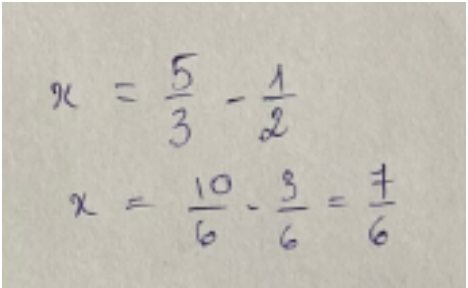 x = 5/3 - 1/2
x = 10/6 - 3/6 = 7/6